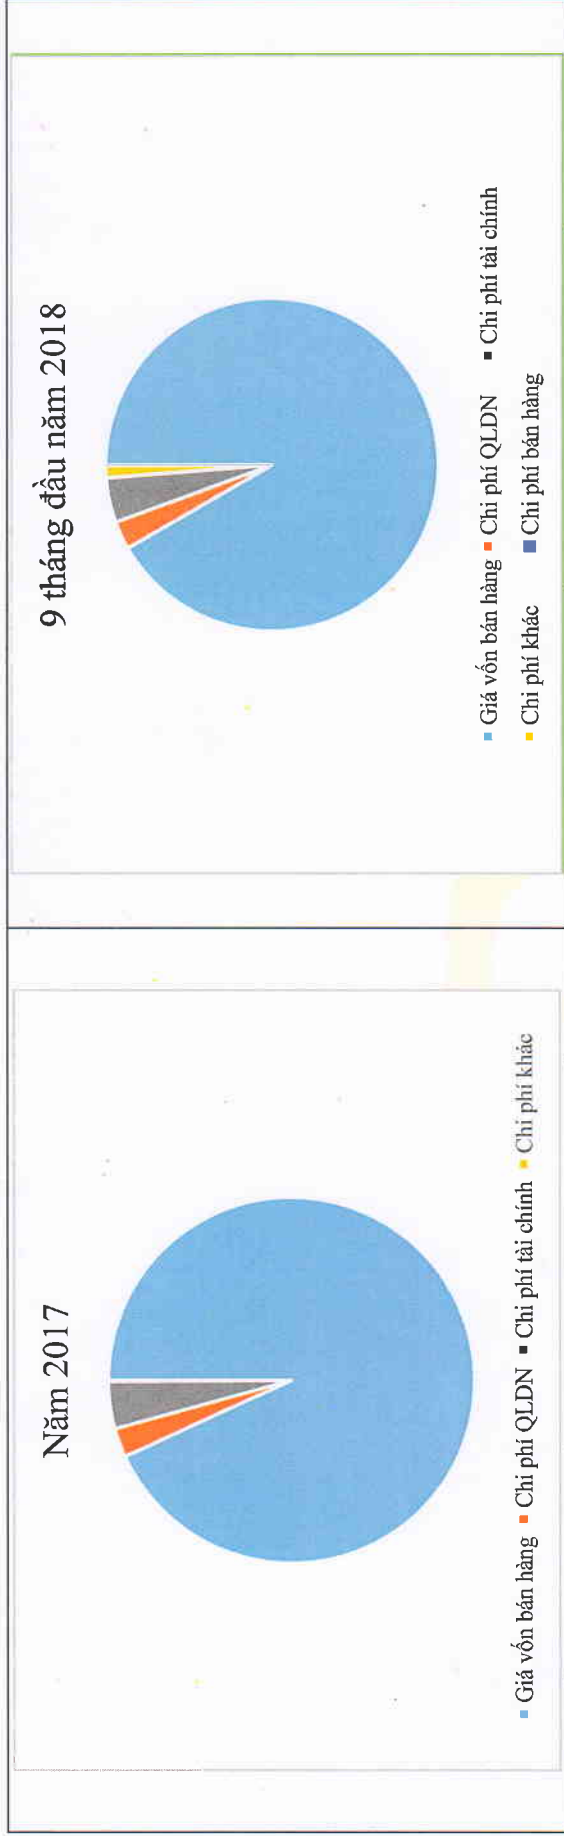 Năm 2017
Giá vốn bán hàng Chi phí QLDN Chi phí tài chính Chi phí khác
9 tháng đầu năm 2018
Giá vốn bán hàng Chi phí QLDN Chi phí tài chính
Chi phí khác Chi phí bán hàng